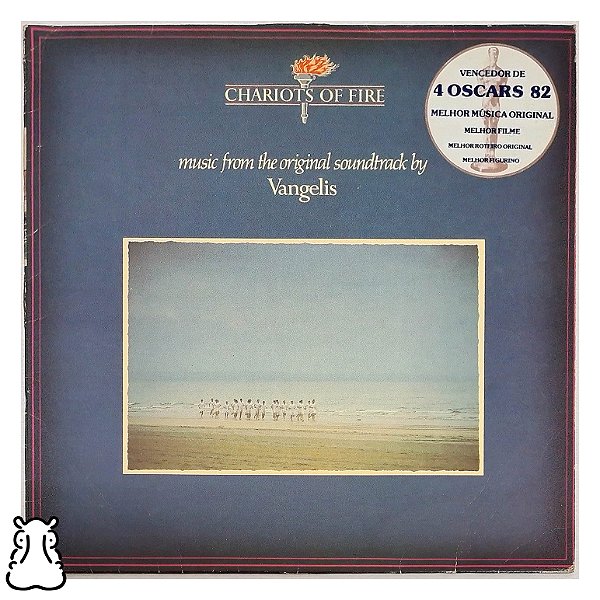 CHARIOTS OF FIRE
music from the original soundtrack by
Vangelis
VENCEDOR DE
4 OSCARS 82
MELHOR MÚSICA ORIGINAL
MELHOR FILME
MELHOR ROTEIRO ORIGINAL
MELHOR FIGURINO